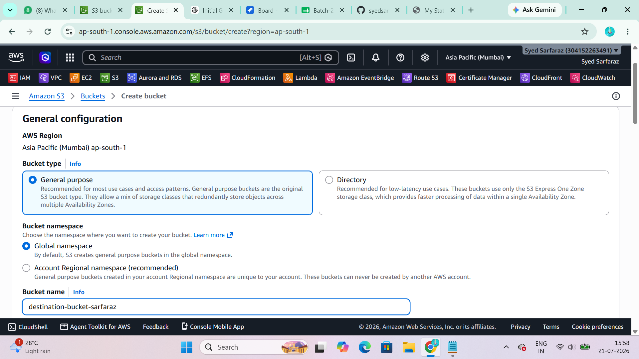 (8) Wh
S3 buck
Create b
Initial C
Board
Batch
syedsar
My Star
Ask Gemini
ap-south-1.console.aws.amazon.com/s3/bucket/create?region=ap-south-1
aws
Search
[Alt+S]
Asia Pacific (Mumbai)
Syed Sarfaraz (304152263491)
Syed Sarfaraz
IAM
VPC
EC2
S3
Aurora and RDS
EFS
CloudFormation
Lambda
Amazon EventBridge
Route 53
Certificate Manager
CloudFront
CloudWatch
Amazon S3
Buckets
Create bucket
General configuration
AWS Region
Asia Pacific (Mumbai) ap-south-1
Bucket type Info
General purpose
Recommended for most use cases and access patterns. General purpose buckets are the original
S3 bucket type. They allow a mix of storage classes that redundantly store objects across
multiple Availability Zones.
Directory
Recommended for low-latency use cases. These buckets use only the S3 Express One Zone
storage class, which provides faster processing of data within a single Availability Zone.
Bucket namespace
Choose the namespace where you want to create your bucket. Learn more
Global namespace
By default, S3 creates general purpose buckets in the global namespace.
Account Regional namespace (recommended)
General purpose buckets created in your account Regional namespace are unique to your account. These buckets can never be created by another AWS account.
Bucket name Info
destination-bucket-sarfaraz
CloudShell
Agent Toolkit for AWS
Feedback
Console Mobile App
© 2026, Amazon Web Services, Inc. or its affiliates.
Privacy
Terms
Cookie preferences
1
78°C
Light rain
Search
ENG
IN
15:58
21-07-2026